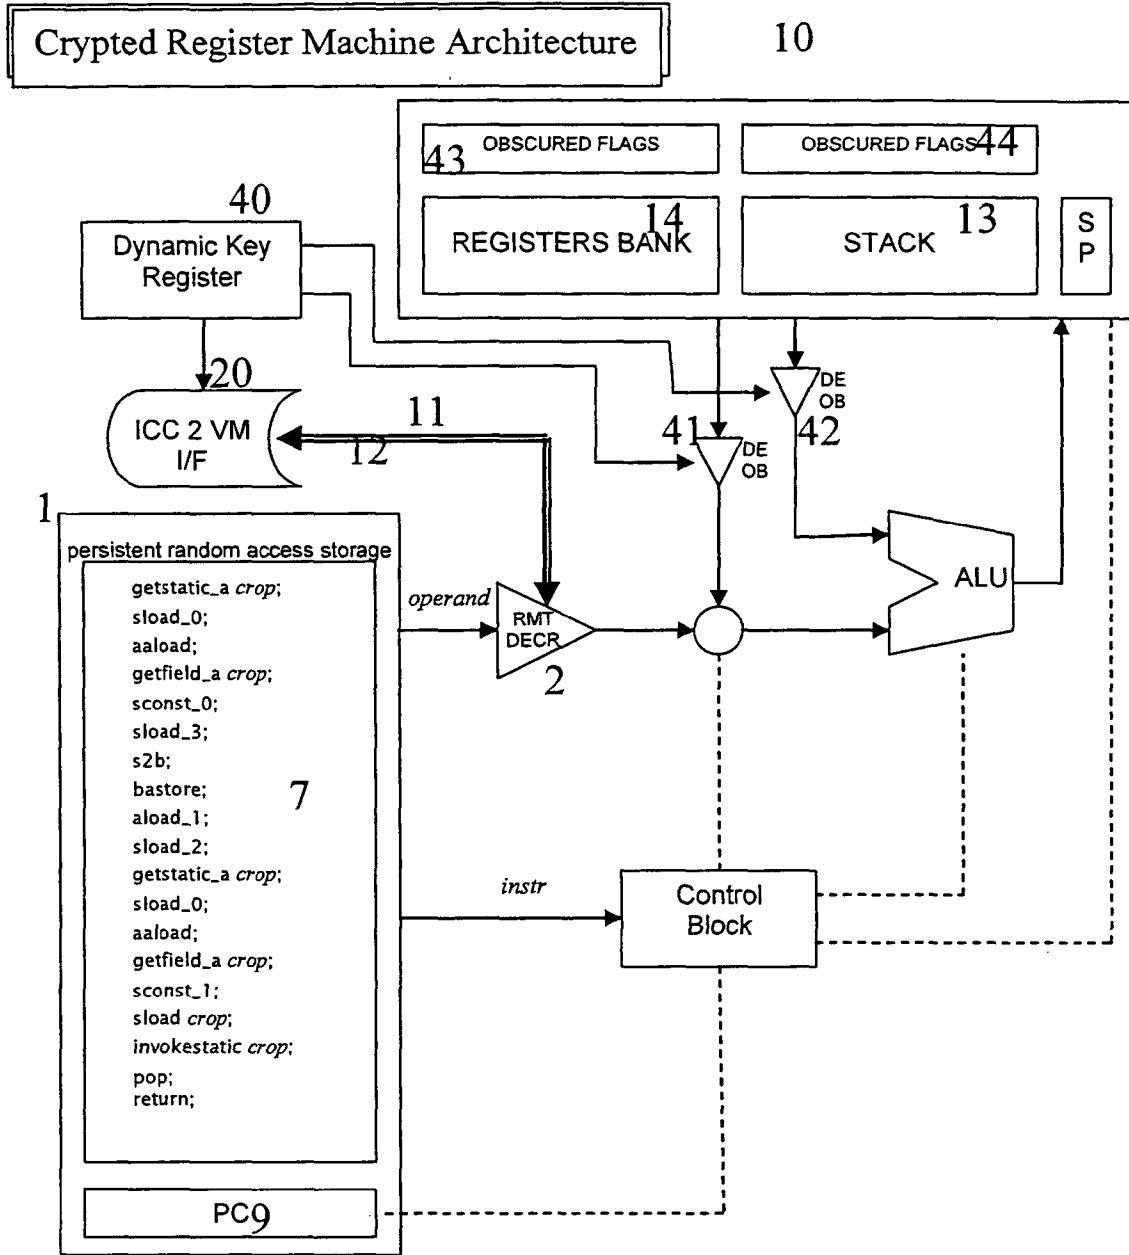 Crypted Register Machine Architecture
10
OBSCURED FLAGS
43
OBSCURED FLAGS
44
REGISTERS BANK
14
STACK
13
S
P
40
Dynamic Key
Register
20
ICC 2 VM
I/F
11
12
DE
OB
42
41
DE
OB
1
persistent random access storage
getstatic_a crop;
sload_0;
aaload;
getfield_a crop;
sconst_0;
sload_3;
s2b;
bastore;
aload_1;
sload_2;
getstatic_a crop;
sload_0;
aaload;
getfield_a crop;
sconst_1;
sload crop;
invokestatic crop;
pop;
return;
7
PC
9
operand
RMT
DECR
2
ALU
instr
Control
Block